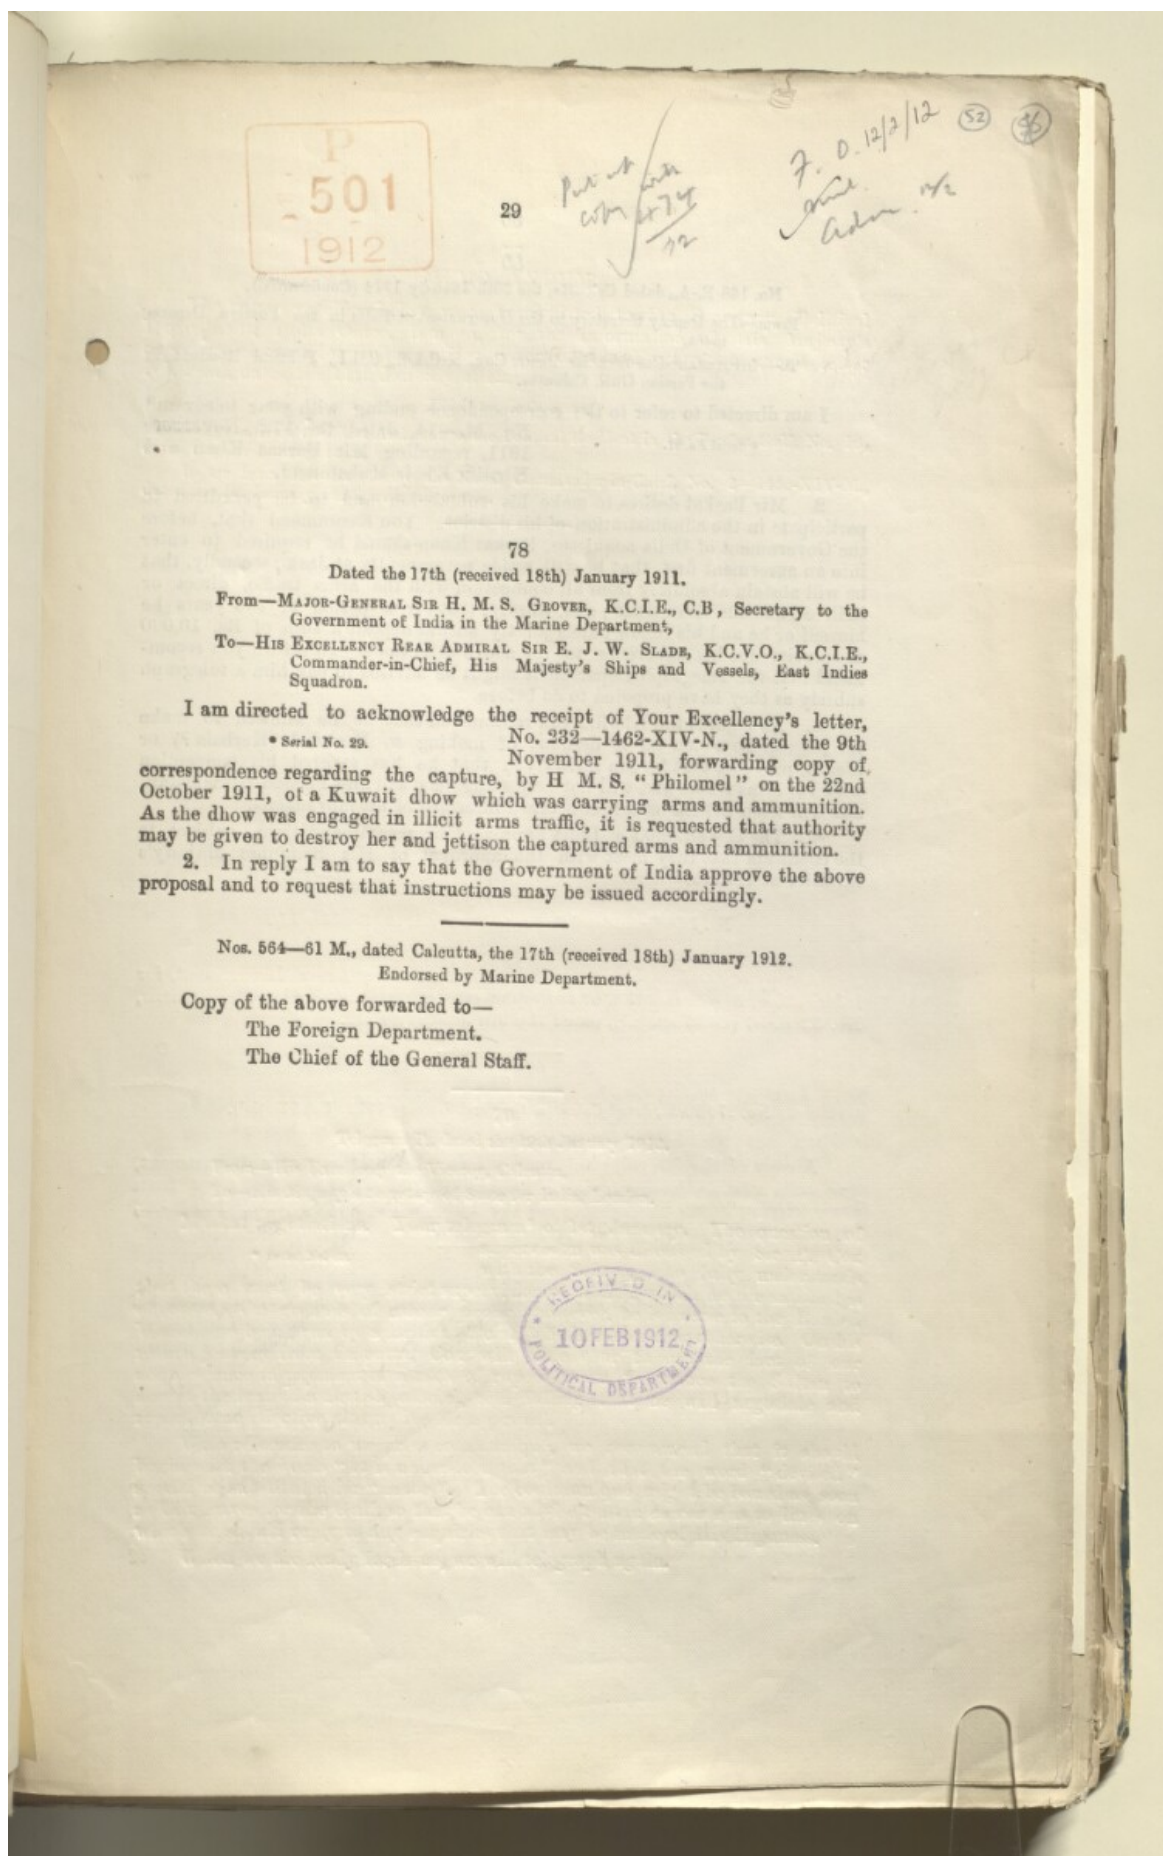 P
501
1912
29
Put with
copy
474
12
F. O. 12/2/12
52
78
Dated the 17th (received 18th) January 1911.
From—MAJOR-GENERAL SIR H. M. S. GROVER, K.C.I.E., C.B, Secretary to the
Government of India in the Marine Department,
To—HIS EXCELLENCY REAR ADMIRAL SIR E. J. W. SLADE, K.C.V.O., K.C.I.E.,
Commander-in-Chief, His Majesty's Ships and Vessels, East Indies
Squadron.
I am directed to acknowledge the receipt of Your Excellency's letter,
* Serial No. 29. No. 232—1462-XIV-N., dated the 9th
November 1911, forwarding copy of
correspondence regarding the capture, by H M. S. "Philomel" on the 22nd
October 1911, of a Kuwait dhow which was carrying arms and ammunition.
As the dhow was engaged in illicit arms traffic, it is requested that authority
may be given to destroy her and jettison the captured arms and ammunition.
2. In reply I am to say that the Government of India approve the above
proposal and to request that instructions may be issued accordingly.
Nos. 564—61 M., dated Calcutta, the 17th (received 18th) January 1912.
Endorsed by Marine Department.
Copy of the above forwarded to—
The Foreign Department.
The Chief of the General Staff.
RECEIVED IN
10 FEB 1912
POLITICAL DEPARTMENT